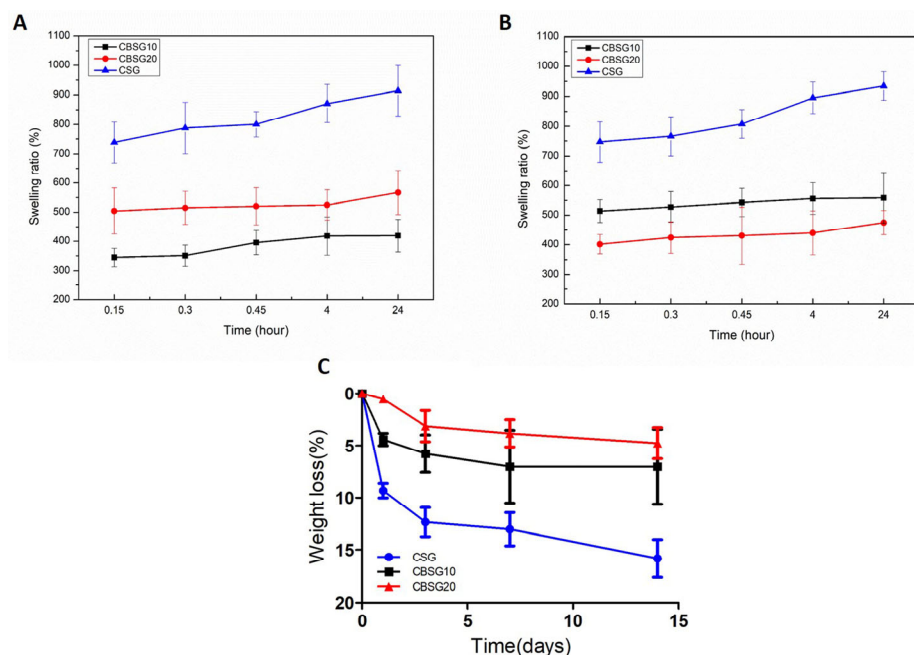 A
1100
1000
900
800
700
600
500
400
300
200
Swelling ratio (%)
CBSG10
CBSG20
CSG
0.15
0.3
0.45
4
24
Time (hour)
B
1100
1000
900
800
700
600
500
400
300
200
Swelling ratio (%)
CBSG10
CBSG20
CSG
0.15
0.3
0.45
4
24
Time (hour)
C
0
5
10
15
20
Weight loss(%)
CSG
CBSG10
CBSG20
0
5
10
15
Time(days)